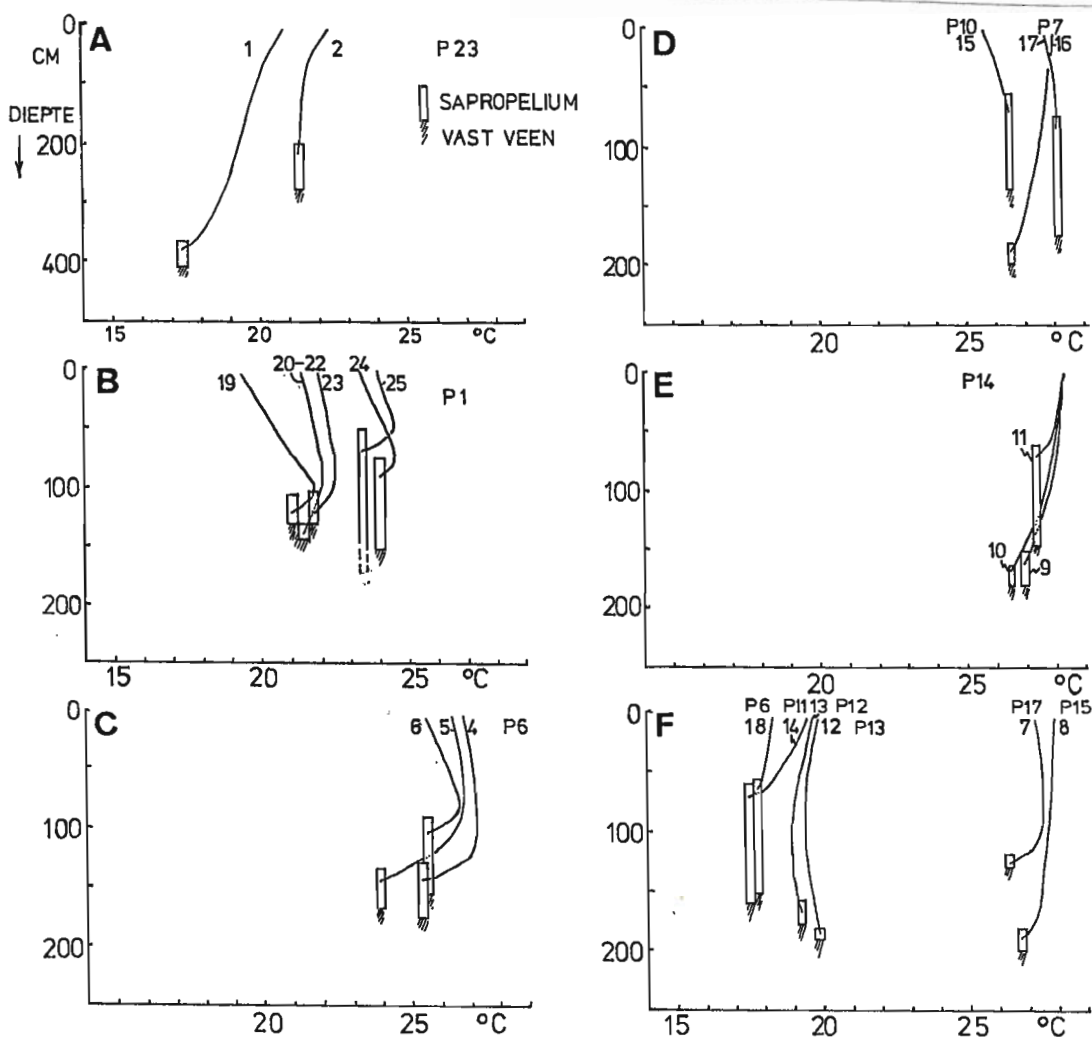 A
0
CM
DIEPTE
200
400
1
2
P 23
SAPROPELIUM
VAST VEEN
15 20 25 °C
B
0
100
200
19
20-22
23
24
25
P1
15 20 25 °C
C
0
100
200
6 5 4 P6
20 25 °C
D
0
100
200
P10 P7
15 17 16
20 25 °C
E
0
100
200
P14
11
10
9
20 25 °C
F
0
100
200
P6 P11 13 P12
18 14 12 P13
P17 P15
7 8
15 20 25 °C